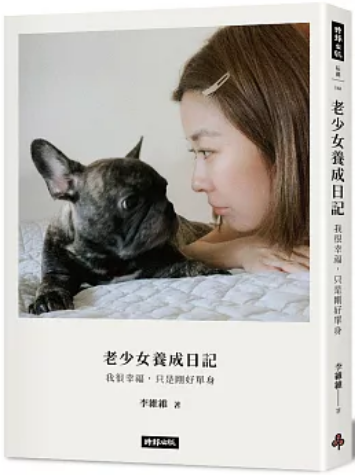 老少女養成日記
我很幸福，只是剛好單身
李維維 著
時報出版
時報出版
老少女養成日記
我很幸福，只是剛好單身
李維維——著